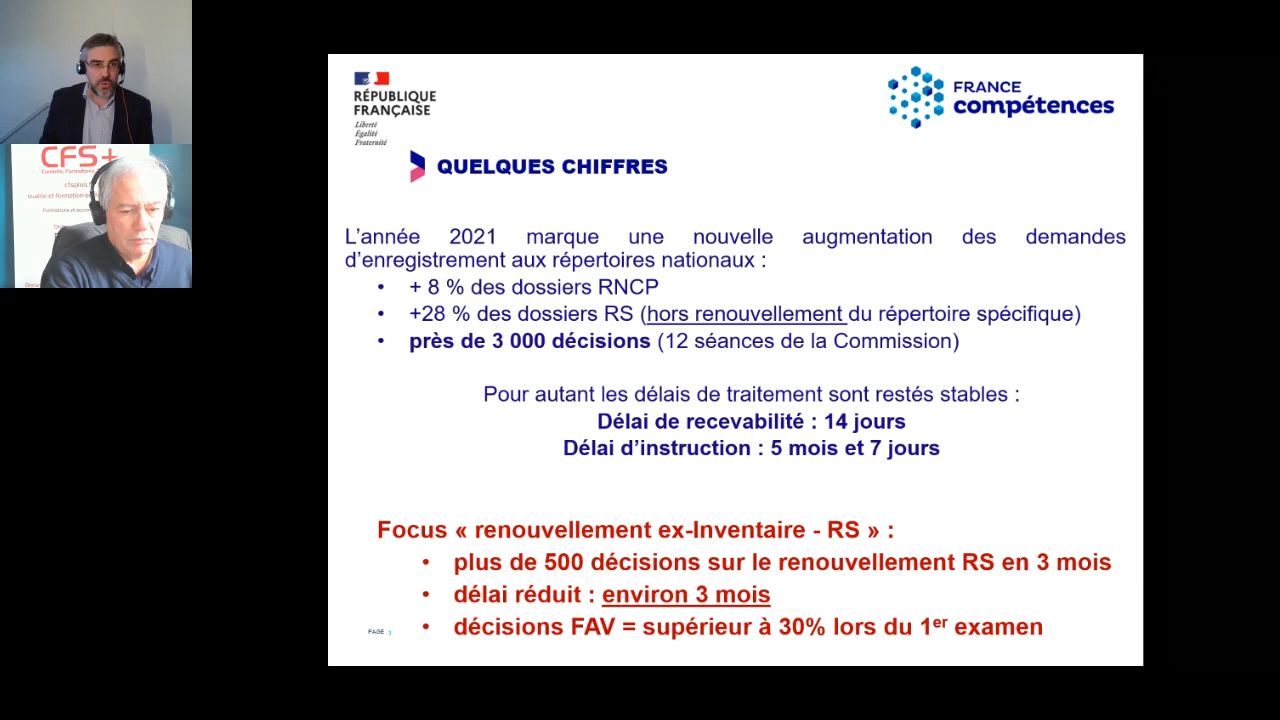 CFS+
Conseils, Formations,
cfsplus.f
qualite-et-formation-p
RÉPUBLIQUE
FRANÇAISE
Liberté
Égalité
Fraternité
FRANCE
compétences
QUELQUES CHIFFRES
L’année 2021 marque une nouvelle augmentation des demandes
d’enregistrement aux répertoires nationaux :
• + 8 % des dossiers RNCP
• +28 % des dossiers RS (hors renouvellement du répertoire spécifique)
• près de 3 000 décisions (12 séances de la Commission)
Pour autant les délais de traitement sont restés stables :
Délai de recevabilité : 14 jours
Délai d’instruction : 5 mois et 7 jours
Focus « renouvellement ex-Inventaire - RS » :
• plus de 500 décisions sur le renouvellement RS en 3 mois
• délai réduit : environ 3 mois
• décisions FAV = supérieur à 30% lors du 1er examen
PAGE 3